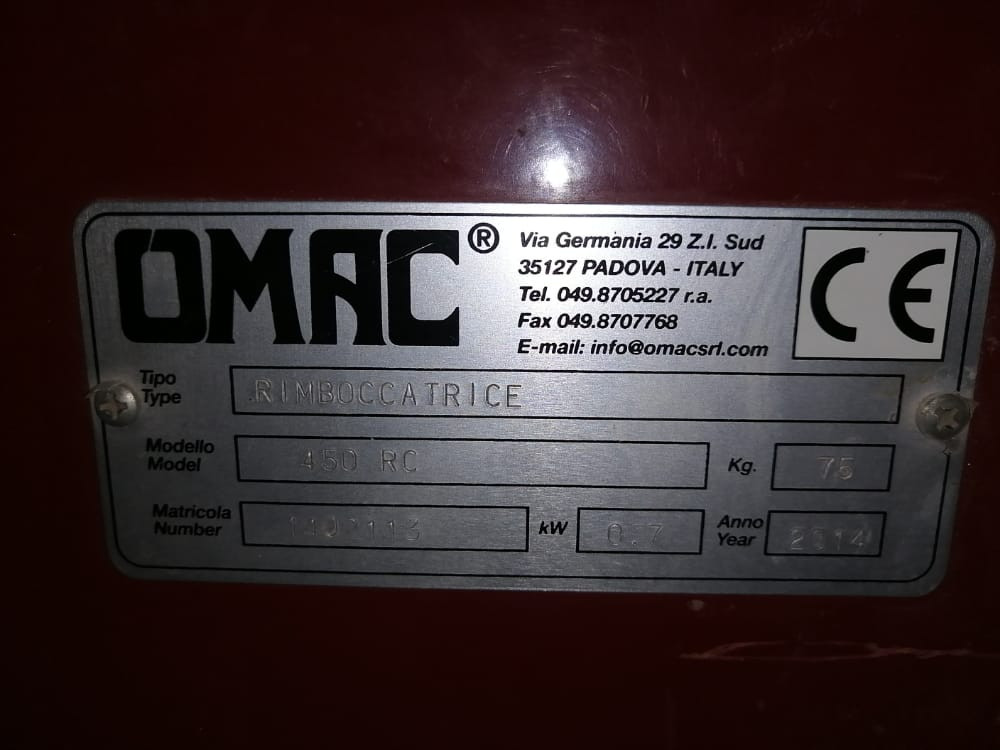 OMAC®
Via Germania 29 Z.I. Sud
35127 PADOVA - ITALY
Tel. 049.8705227 r.a.
Fax 049.8707768
E-mail: info@omacsrl.com
CE
Tipo
Type
RIMBOCCATRICE
Modello
Model
450 RC
Kg.
75
Matricola
Number
kW
0.7
Anno
Year
2014